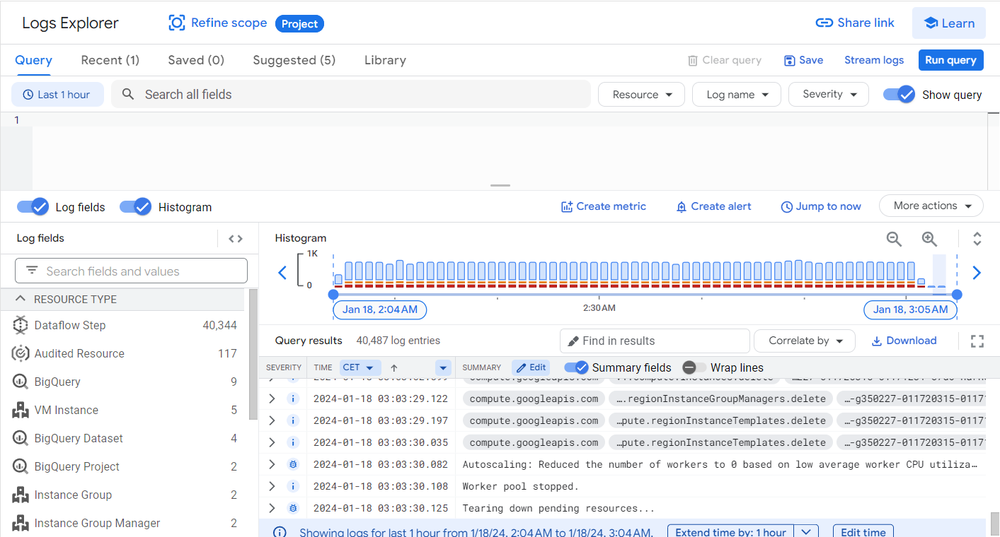 Logs Explorer Refine scope Project Share link Learn
Query Recent (1) Saved (0) Suggested (5) Library Clear query Save Stream logs Run query
Last 1 hour Search all fields Resource Log name Severity Show query
1
Log fields Histogram Create metric Create alert Jump to now More actions
Log fields
Search fields and values
RESOURCE TYPE
Dataflow Step 40,344
Audited Resource 117
BigQuery 9
VM Instance 5
BigQuery Dataset 4
BigQuery Project 2
Instance Group 2
Instance Group Manager 2
Histogram
1K
0
Jan 18, 2:04 AM 2:30 AM Jan 18, 3:05 AM
Query results 40,487 log entries Find in results Correlate by Download
SEVERITY TIME CET SUMMARY Edit Summary fields Wrap lines
compute.googleapis.com
2024-01-18 03:03:29.122 compute.googleapis.com ….regionInstanceGroupManagers.delete …-g350227-011720315-0117
2024-01-18 03:03:29.197 compute.googleapis.com …pute.regionInstanceTemplates.delete …-g350227-011720315-0117
2024-01-18 03:03:30.035 compute.googleapis.com …pute.regionInstanceTemplates.delete …-g350227-011720315-0117
2024-01-18 03:03:30.082 Autoscaling: Reduced the number of workers to 0 based on low average worker CPU utiliza…
2024-01-18 03:03:30.108 Worker pool stopped.
2024-01-18 03:03:30.125 Tearing down pending resources...
Showing logs for last 1 hour from 1/18/24, 2:04 AM to 1/18/24, 3:04 AM. Extend time by: 1 hour Edit time